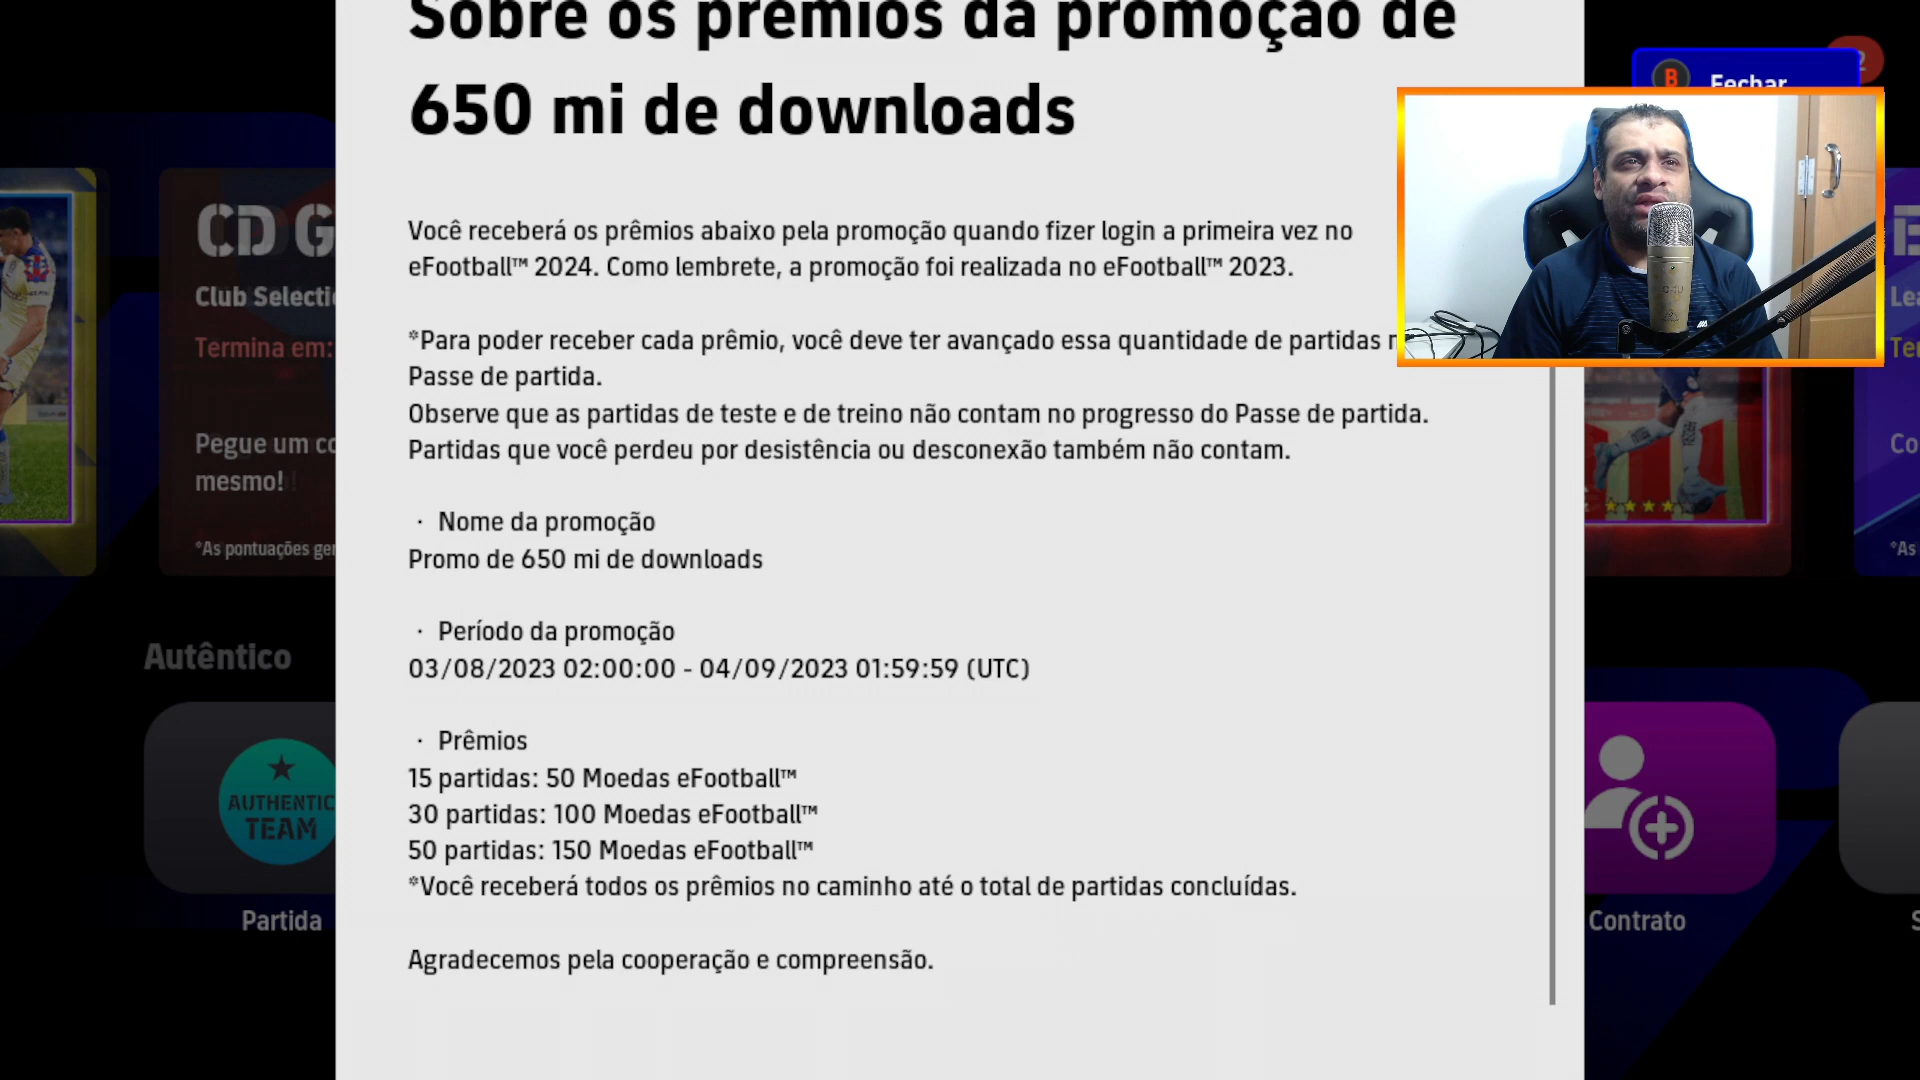 Sobre os prêmios da promoção de
650 mi de downloads
B Fechar
2
CD G
Club Selecti
Termina em:
Pegue um co
mesmo!
*As pontuações ger
Você receberá os prêmios abaixo pela promoção quando fizer login a primeira vez no
eFootball™ 2024. Como lembrete, a promoção foi realizada no eFootball™ 2023.
*Para poder receber cada prêmio, você deve ter avançado essa quantidade de partidas
Passe de partida.
Observe que as partidas de teste e de treino não contam no progresso do Passe de partida.
Partidas que você perdeu por desistência ou desconexão também não contam.
· Nome da promoção
Promo de 650 mi de downloads
· Período da promoção
03/08/2023 02:00:00 - 04/09/2023 01:59:59 (UTC)
· Prêmios
15 partidas: 50 Moedas eFootball™
30 partidas: 100 Moedas eFootball™
50 partidas: 150 Moedas eFootball™
*Você receberá todos os prêmios no caminho até o total de partidas concluídas.
Agradecemos pela cooperação e compreensão.
E
Lea
Ter
Co
*As
Autêntico
AUTHENTIC
TEAM
Partida
Contrato
S